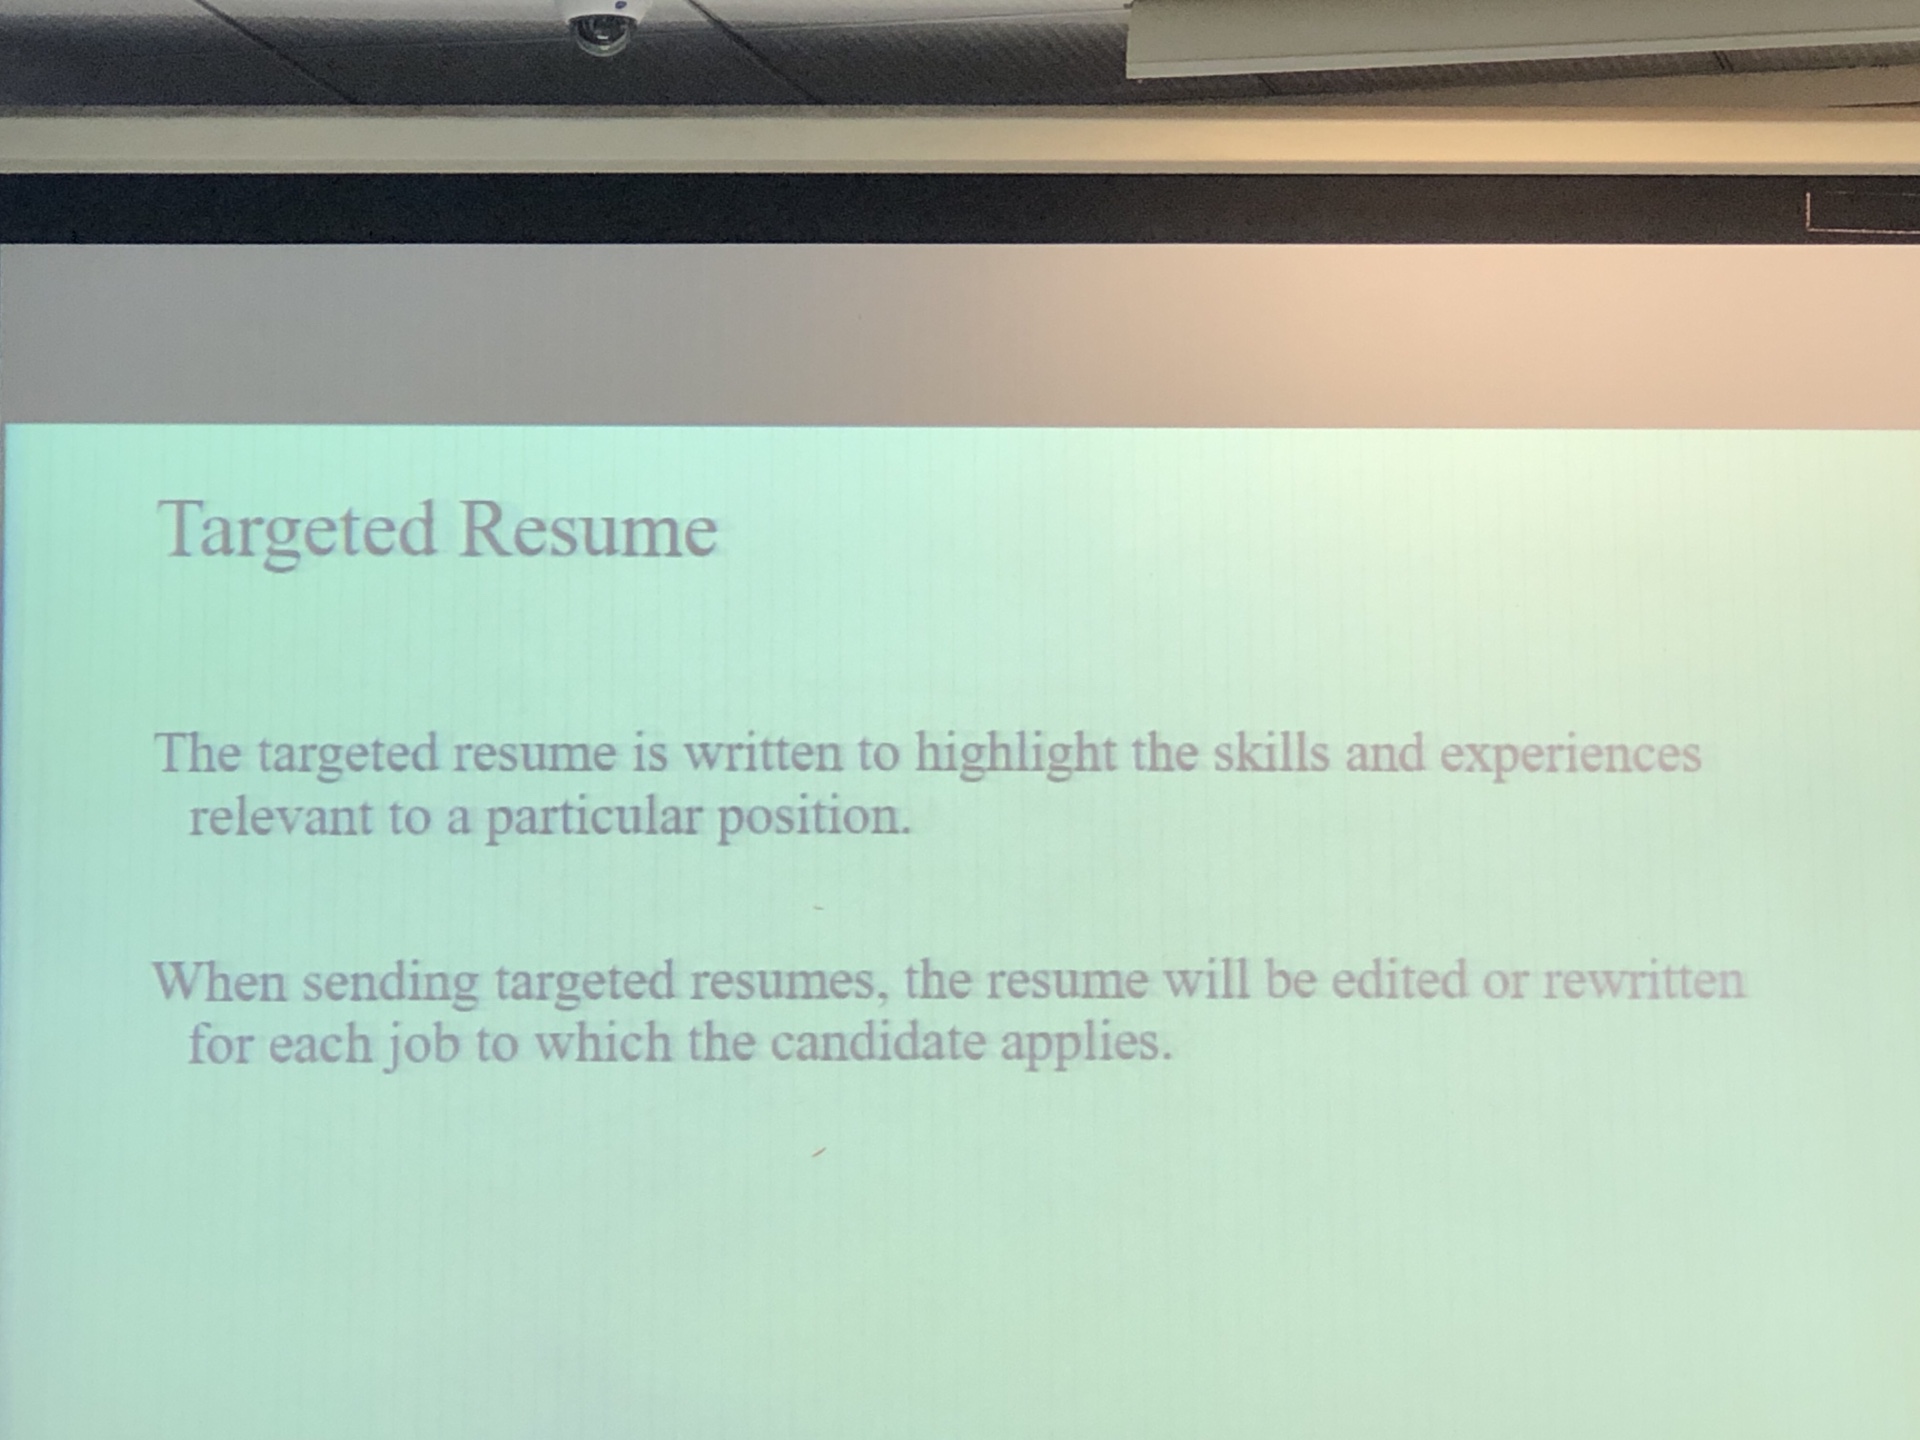 Targeted Resume
The targeted resume is written to highlight the skills and experiences
relevant to a particular position.
When sending targeted resumes, the resume will be edited or rewritten
for each job to which the candidate applies.